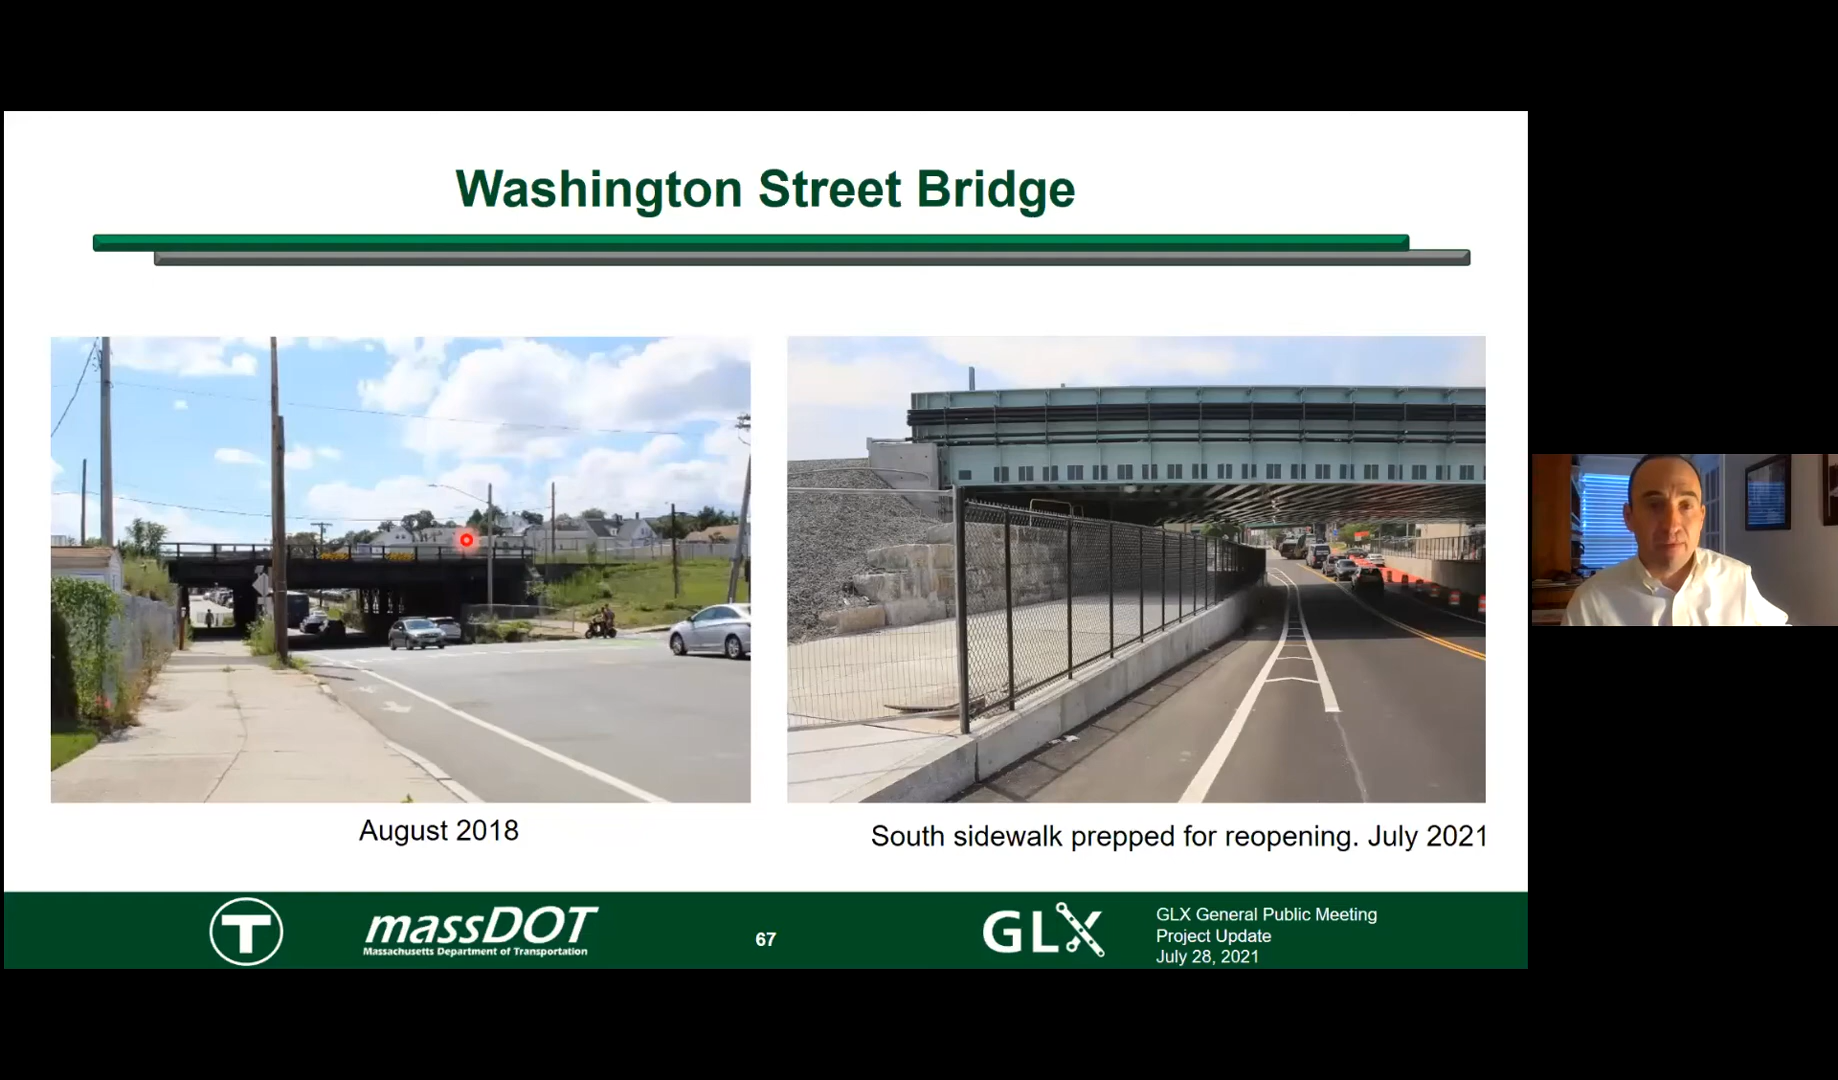 Washington Street Bridge
August 2018
South sidewalk prepped for reopening. July 2021
T
massDOT
Massachusetts Department of Transportation
67
GLX
GLX General Public Meeting
Project Update
July 28, 2021